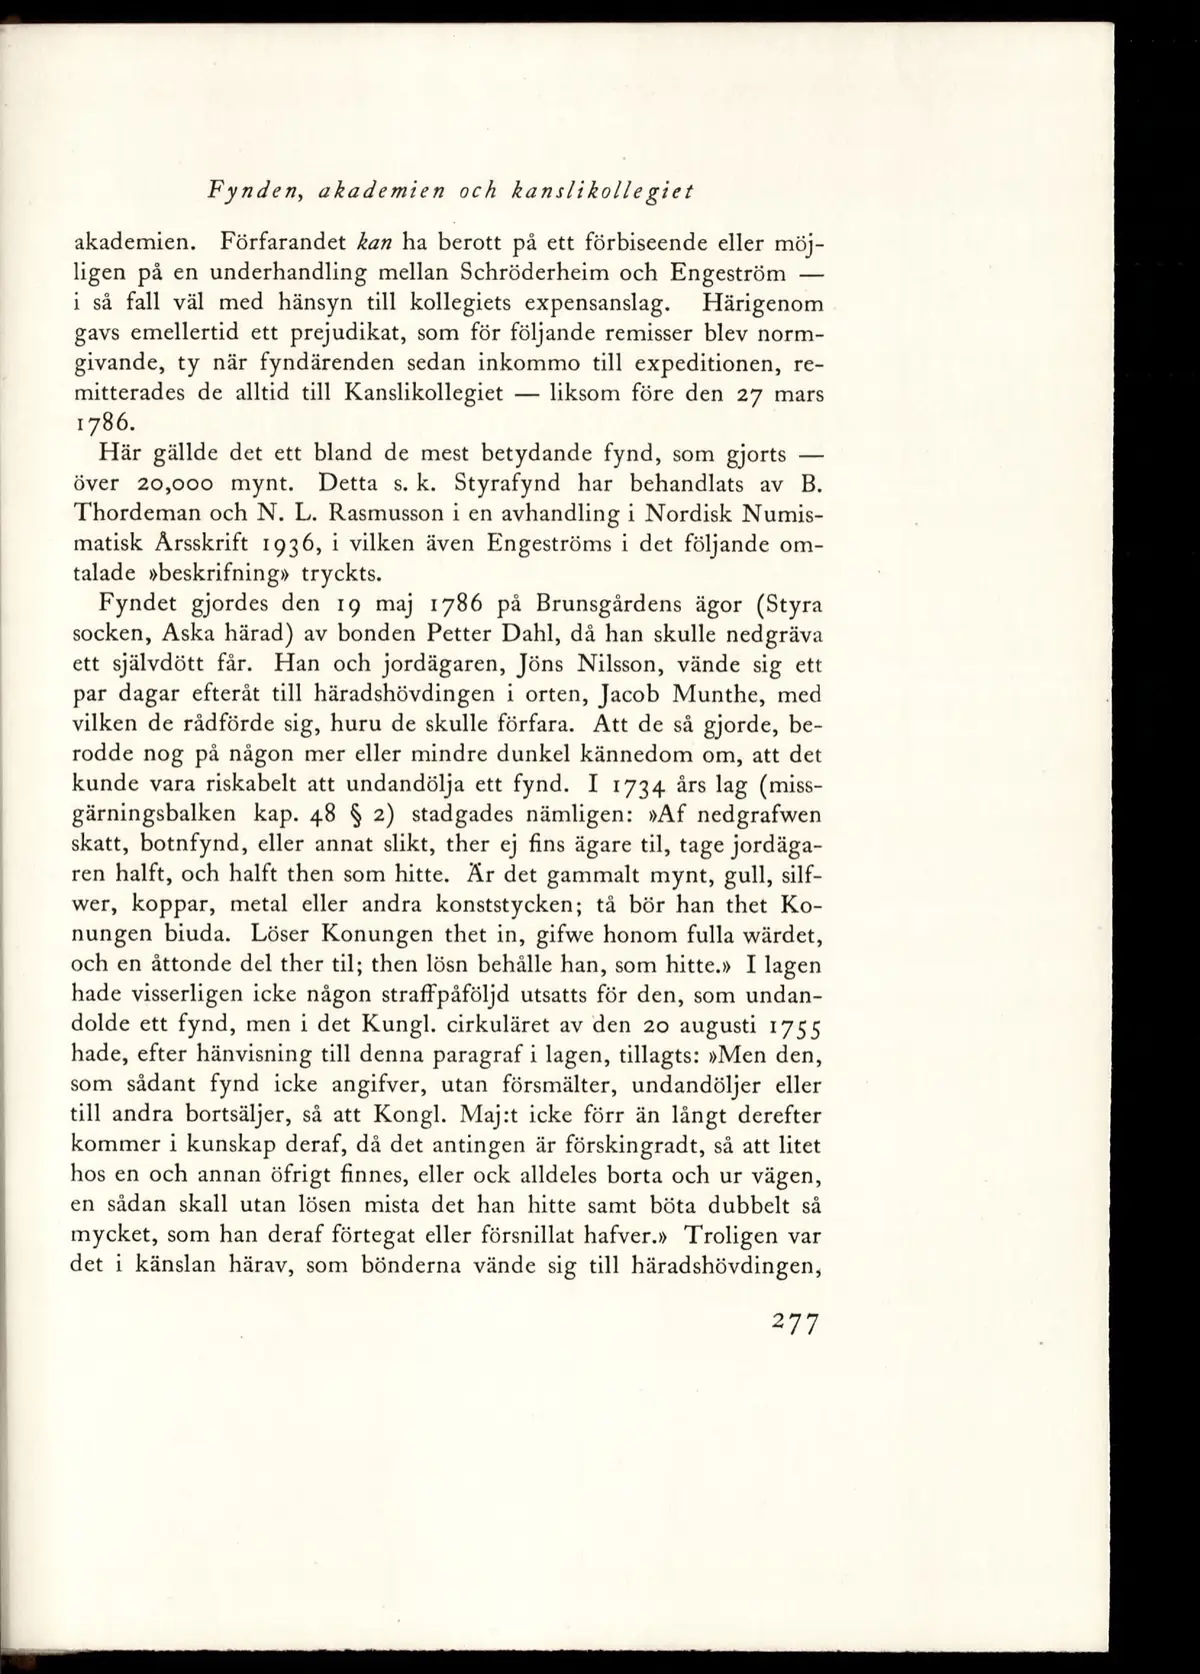 Fynden, akademien och kanslikollegiet
akademien. Förfarandet kan ha berott på ett förbiseende eller möj-
ligen på en underhandling mellan Schröderheim och Engeström —
i så fall väl med hänsyn till kollegiets expensanslag. Härigenom
gavs emellertid ett prejudikat, som för följande remisser blev norm-
givande, ty när fyndärenden sedan inkommo till expeditionen, re-
mitterades de alltid till Kanslikollegiet — liksom före den 27 mars
1786.
Här gällde det ett bland de mest betydande fynd, som gjorts —
över 20,000 mynt. Detta s. k. Styrafynd har behandlats av B.
Thordeman och N. L. Rasmusson i en avhandling i Nordisk Numis-
matisk Årsskrift 1936, i vilken även Engeströms i det följande om-
talade »beskrifning» tryckts.
Fyndet gjordes den 19 maj 1786 på Brunsgårdens ägor (Styra
socken, Aska härad) av bonden Petter Dahl, då han skulle nedgräva
ett självdött får. Han och jordägaren, Jöns Nilsson, vände sig ett
par dagar efteråt till häradshövdingen i orten, Jacob Munthe, med
vilken de rådförde sig, huru de skulle förfara. Att de så gjorde, be-
rodde nog på någon mer eller mindre dunkel kännedom om, att det
kunde vara riskabelt att undandölja ett fynd. I 1734 års lag (miss-
gärningsbalken kap. 48 § 2) stadgades nämligen: »Af nedgrafwen
skatt, botnfynd, eller annat slikt, ther ej fins ägare til, tage jordäga-
ren halft, och halft then som hitte. Är det gammalt mynt, gull, silf-
wer, koppar, metal eller andra konststycken; tå bör han thet Ko-
nungen biuda. Löser Konungen thet in, gifwe honom fulla wärdet,
och en åttonde del ther til; then lösn behålle han, som hitte.» I lagen
hade visserligen icke någon straffpåföljd utsatts för den, som undan-
dolde ett fynd, men i det Kungl. cirkuläret av den 20 augusti 1755
hade, efter hänvisning till denna paragraf i lagen, tillagts: »Men den,
som sådant fynd icke angifver, utan försmälter, undandöljer eller
till andra bortsäljer, så att Kongl. Maj:t icke förr än långt derefter
kommer i kunskap deraf, då det antingen är förskingradt, så att litet
hos en och annan öfrigt finnes, eller ock alldeles borta och ur vägen,
en sådan skall utan lösen mista det han hitte samt böta dubbelt så
mycket, som han deraf förtegat eller försnillat hafver.» Troligen var
det i känslan härav, som bönderna vände sig till häradshövdingen,
277